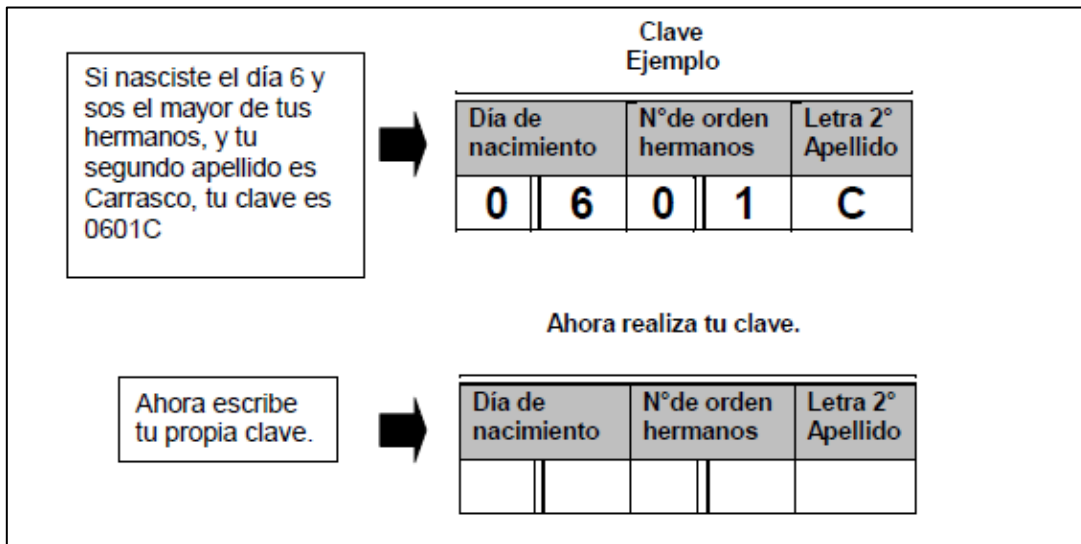 Clave
Ejemplo
Si nasciste el día 6 y
sos el mayor de tus
hermanos, y tu
segundo apellido es
Carrasco, tu clave es
0601C
Día de
nacimiento
N°de orden
hermanos
Letra 2°
Apellido
0 6 0 1 C
Ahora realiza tu clave.
Ahora escribe
tu propia clave.
Día de
nacimiento
N°de orden
hermanos
Letra 2°
Apellido